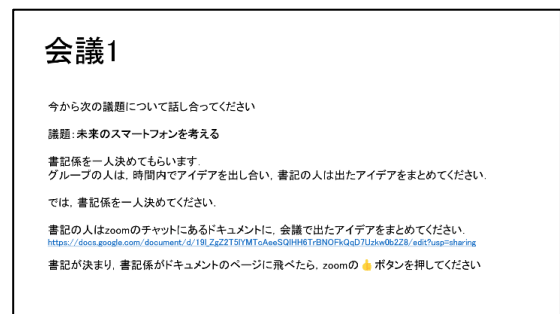 会議1
今から次の議題について話し合ってください
議題：未来のスマートフォンを考える
書記係を一人決めてもらいます．
グループの人は，時間内でアイデアを出し合い，書記の人は出たアイデアをまとめてください．
では，書記係を一人決めてください．
書記の人はzoomのチャットにあるドキュメントに，会議で出たアイデアをまとめてください．
書記が決まり，書記係がドキュメントのページに飛べたら，zoomの👍ボタンを押してください